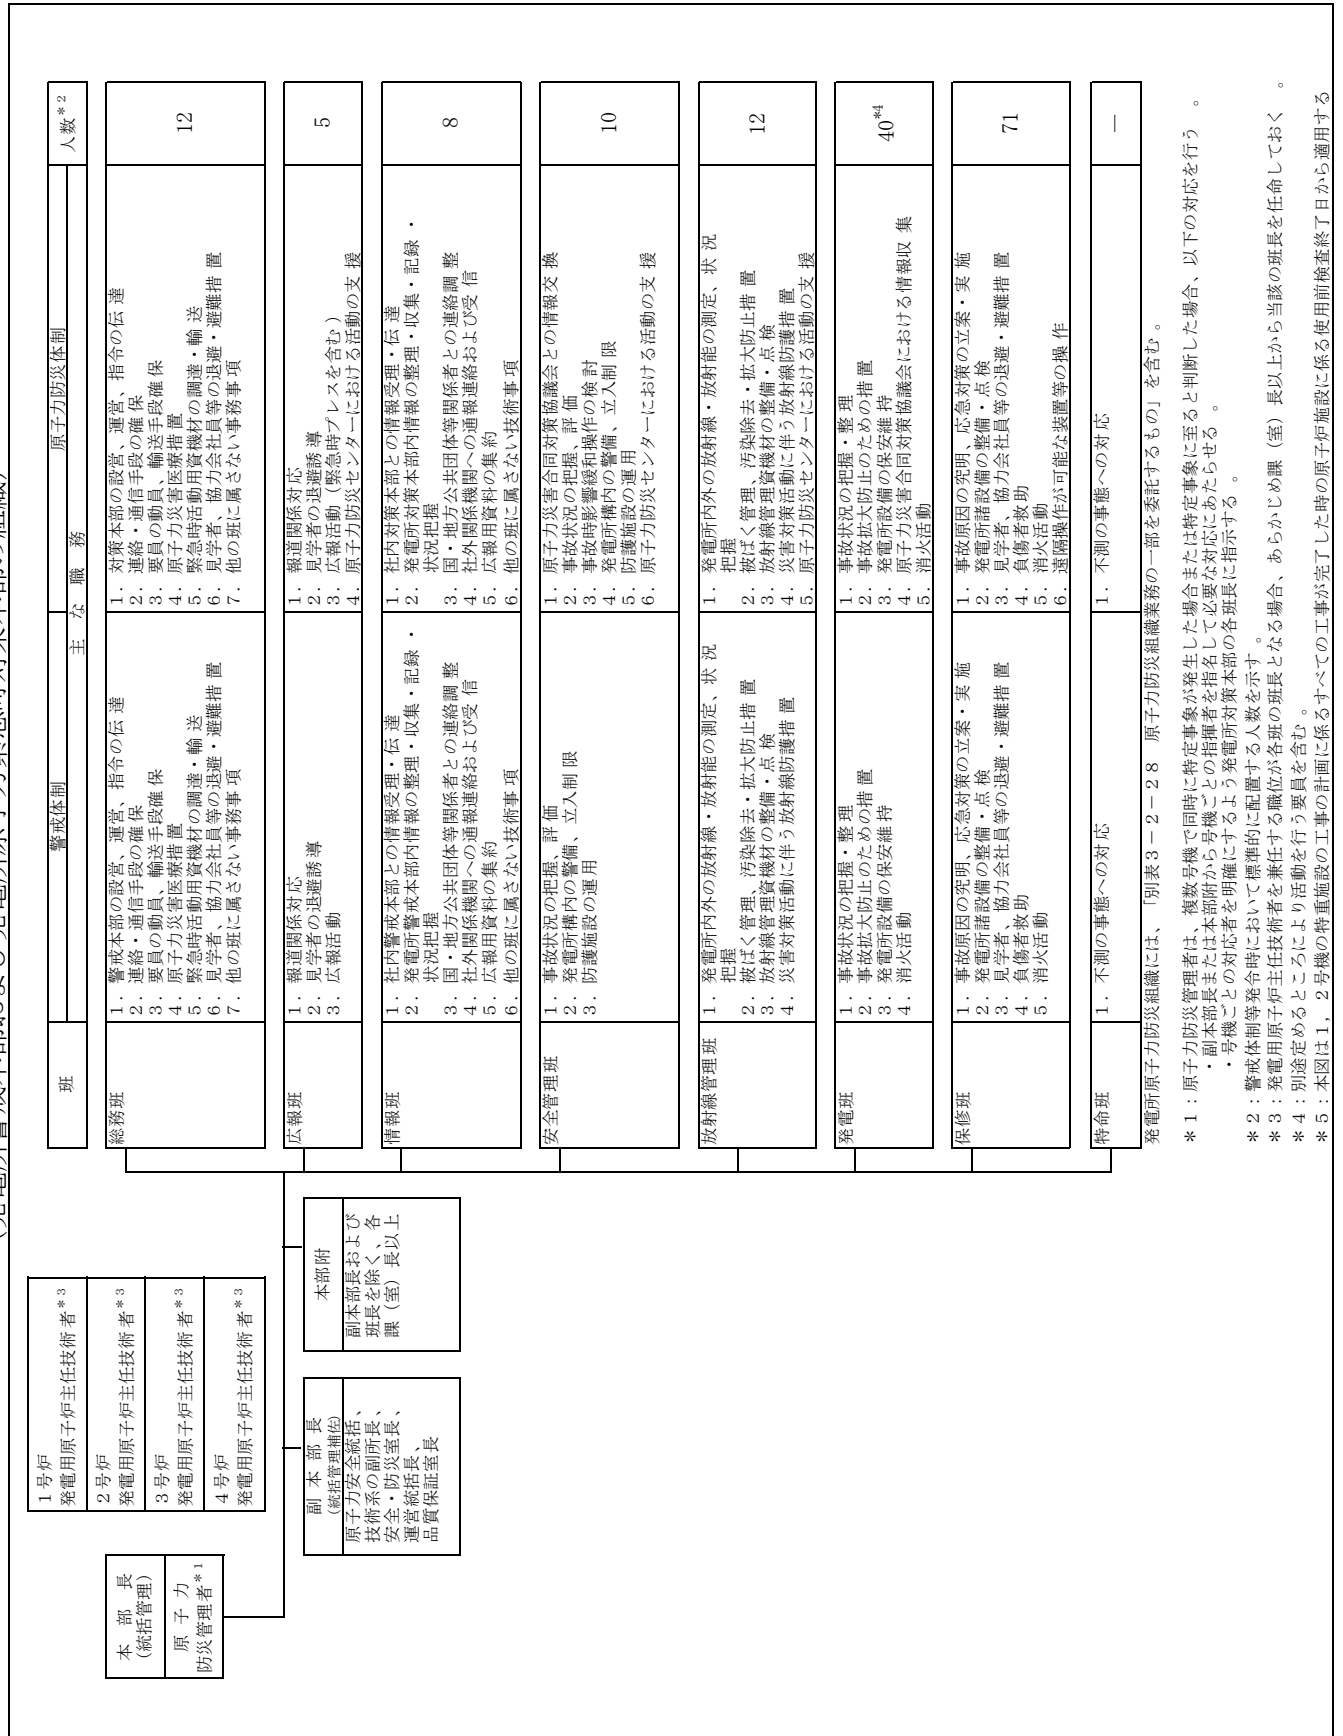 本 部 長
(統括管理)
原 子 力
防災管理者*1
1号炉
発電用原子炉主任技術者*3
2号炉
発電用原子炉主任技術者*3
3号炉
発電用原子炉主任技術者*3
4号炉
発電用原子炉主任技術者*3
副 本 部 長
(統括管理補佐)
原子力安全統括、
技術系の副所長、
安全・防災室長、
運営統括長、
品質保証室長
本部附
副本部長および
班長を除く、各
課(室)長以上
班
主 な 職 務
人数*2
警戒体制
原子力防災体制
総務班
1. 警戒本部の設営、運営、指令の伝達
2. 連絡・通信手段の確保
3. 要員の動員、輸送手段確保
4. 原子力災害医療措置
5. 緊急時活動用資機材の調達・輸送
6. 見学者、協力会社員等の退避・避難措置
7. 他の班に属さない事務事項
1. 対策本部の設営、運営、指令の伝達
2. 連絡・通信手段の確保
3. 要員の動員、輸送手段確保
4. 原子力災害医療措置
5. 緊急時活動用資機材の調達・輸送
6. 見学者、協力会社員等の退避・避難措置
7. 他の班に属さない事務事項
12
広報班
1. 報道関係対応
2. 見学者の退避誘導
3. 広報活動
1. 報道関係対応
2. 見学者の退避誘導
3. 広報活動(緊急時プレスを含む)
4. 原子力防災センターにおける活動の支援
5
情報班
1. 社内警戒本部との情報受理・伝達
2. 発電所警戒本部内情報の整理・収集・記録・
状況把握
3. 国・地方公共団体等関係者との連絡調整
4. 社外関係機関への通報連絡および受信
5. 広報用資料の集約
6. 他の班に属さない技術事項
1. 社内対策本部との情報受理・伝達
2. 発電所対策本部内情報の整理・収集・記録・
状況把握
3. 国・地方公共団体等関係者との連絡調整
4. 社外関係機関への通報連絡および受信
5. 広報用資料の集約
6. 他の班に属さない技術事項
8
安全管理班
1. 事故状況の把握、評価
2. 発電所構内の警備、立入制限
3. 防護施設の運用
1. 原子力災害合同対策協議会との情報交換
2. 事故状況の把握、評価
3. 事故時影響緩和操作の検討
4. 発電所構内の警備、立入制限
5. 防護施設の運用
6. 原子力防災センターにおける活動の支援
10
放射線管理班
1. 発電所内外の放射線・放射能の測定、状況
把握
2. 被ばく管理、汚染除去・拡大防止措置
3. 放射線管理資機材の整備・点検
4. 災害対策活動に伴う放射線防護措置
1. 発電所内外の放射線・放射能の測定、状況
把握
2. 被ばく管理、汚染除去・拡大防止措置
3. 放射線管理資機材の整備・点検
4. 災害対策活動に伴う放射線防護措置
5. 原子力防災センターにおける活動の支援
12
発電班
1. 事故状況の把握・整理
2. 事故拡大防止のための措置
3. 発電所設備の保安維持
4. 消火活動
1. 事故状況の把握・整理
2. 事故拡大防止のための措置
3. 発電所設備の保安維持
4. 原子力災害合同対策協議会における情報収集
5. 消火活動
40*4
保修班
1. 事故原因の究明、応急対策の立案・実施
2. 発電所諸設備の整備・点検
3. 見学者、協力会社員等の退避・避難措置
4. 負傷者救助
5. 消火活動
1. 事故原因の究明、応急対策の立案・実施
2. 発電所諸設備の整備・点検
3. 見学者、協力会社員等の退避・避難措置
4. 負傷者救助
5. 消火活動
6. 遠隔操作が可能な装置等の操作
71
特命班
1. 不測の事態への対応
1. 不測の事態への対応
―
発電所原子力防災組織には、「別表3-2-28 原子力防災組織業務の一部を委託するもの」を含む。
*1:原子力防災管理者は、複数号機で同時に特定事象が発生した場合または特定事象に至ると判断した場合、以下の対応を行う。
・副本部長または本部附から号機ごとの指揮者を指名して必要な対応にあたらせる。
・号機ごとの対応者を明確にするよう発電所対策本部の各班長に指示する。
*2:警戒体制等発令時において標準的に配置する人数を示す。
*3:発電用原子炉主任技術者を兼任する職位が各班の班長となる場合、あらかじめ課(室)長以上から当該の班長を任命しておく。
*4:別途定めるところにより活動を行う要員を含む。
*5:本図は1,2号機の特重施設の工事の計画に係るすべての工事が完了した時の原子炉施設に係る使用前検査終了日から適用する